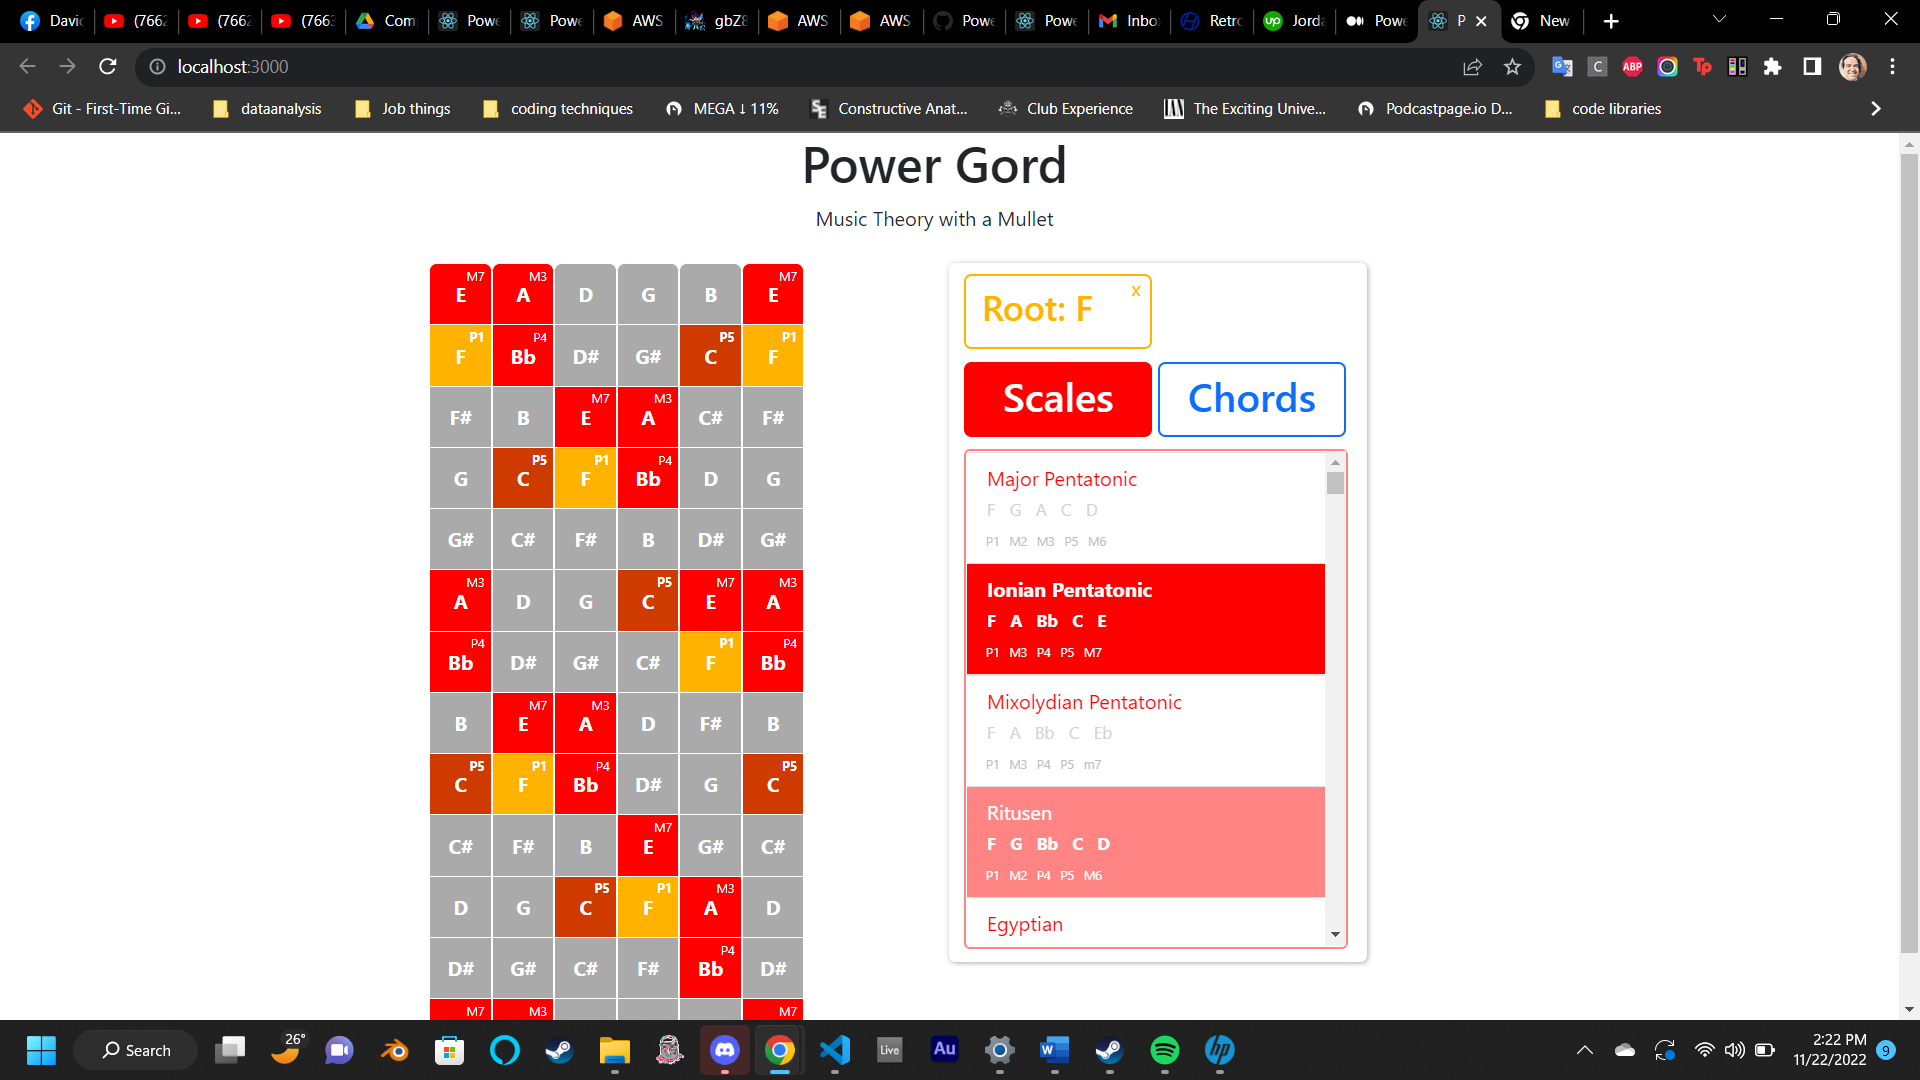 David (7662 (7662 (7663 Com Powe Powe AWS gbZ8 AWS AWS Powe Powe Inbo Retro Jorda Powe P New
localhost:3000
Git - First-Time Gi... dataanalysis Job things coding techniques MEGA ↓ 11% Constructive Anat... Club Experience The Exciting Unive... Podcastpage.io D... code libraries
Power Gord
Music Theory with a Mullet
M7 M3 M7
E A D G B E
P1 P4 P5 P1
F Bb D# G# C F
M7 M3
F# B E A C# F#
P5 P1 P4
G C F Bb D G
G# C# F# B D# G#
M3 P5 M7 M3
A D G C E A
P4 P1 P4
Bb D# G# C# F Bb
M7 M3
B E A D F# B
P5 P1 P4 P5
C F Bb D# G C
M7
C# F# B E G# C#
P5 P1 M3
D G C F A D
P4
D# G# C# F# Bb D#
M7 M3 M7
Root: F x
Scales Chords
Major Pentatonic
F G A C D
P1 M2 M3 P5 M6
Ionian Pentatonic
F A Bb C E
P1 M3 P4 P5 M7
Mixolydian Pentatonic
F A Bb C Eb
P1 M3 P4 P5 m7
Ritusen
F G Bb C D
P1 M2 P4 P5 M6
Egyptian
Search 26° Live Au 2:22 PM
11/22/2022 9